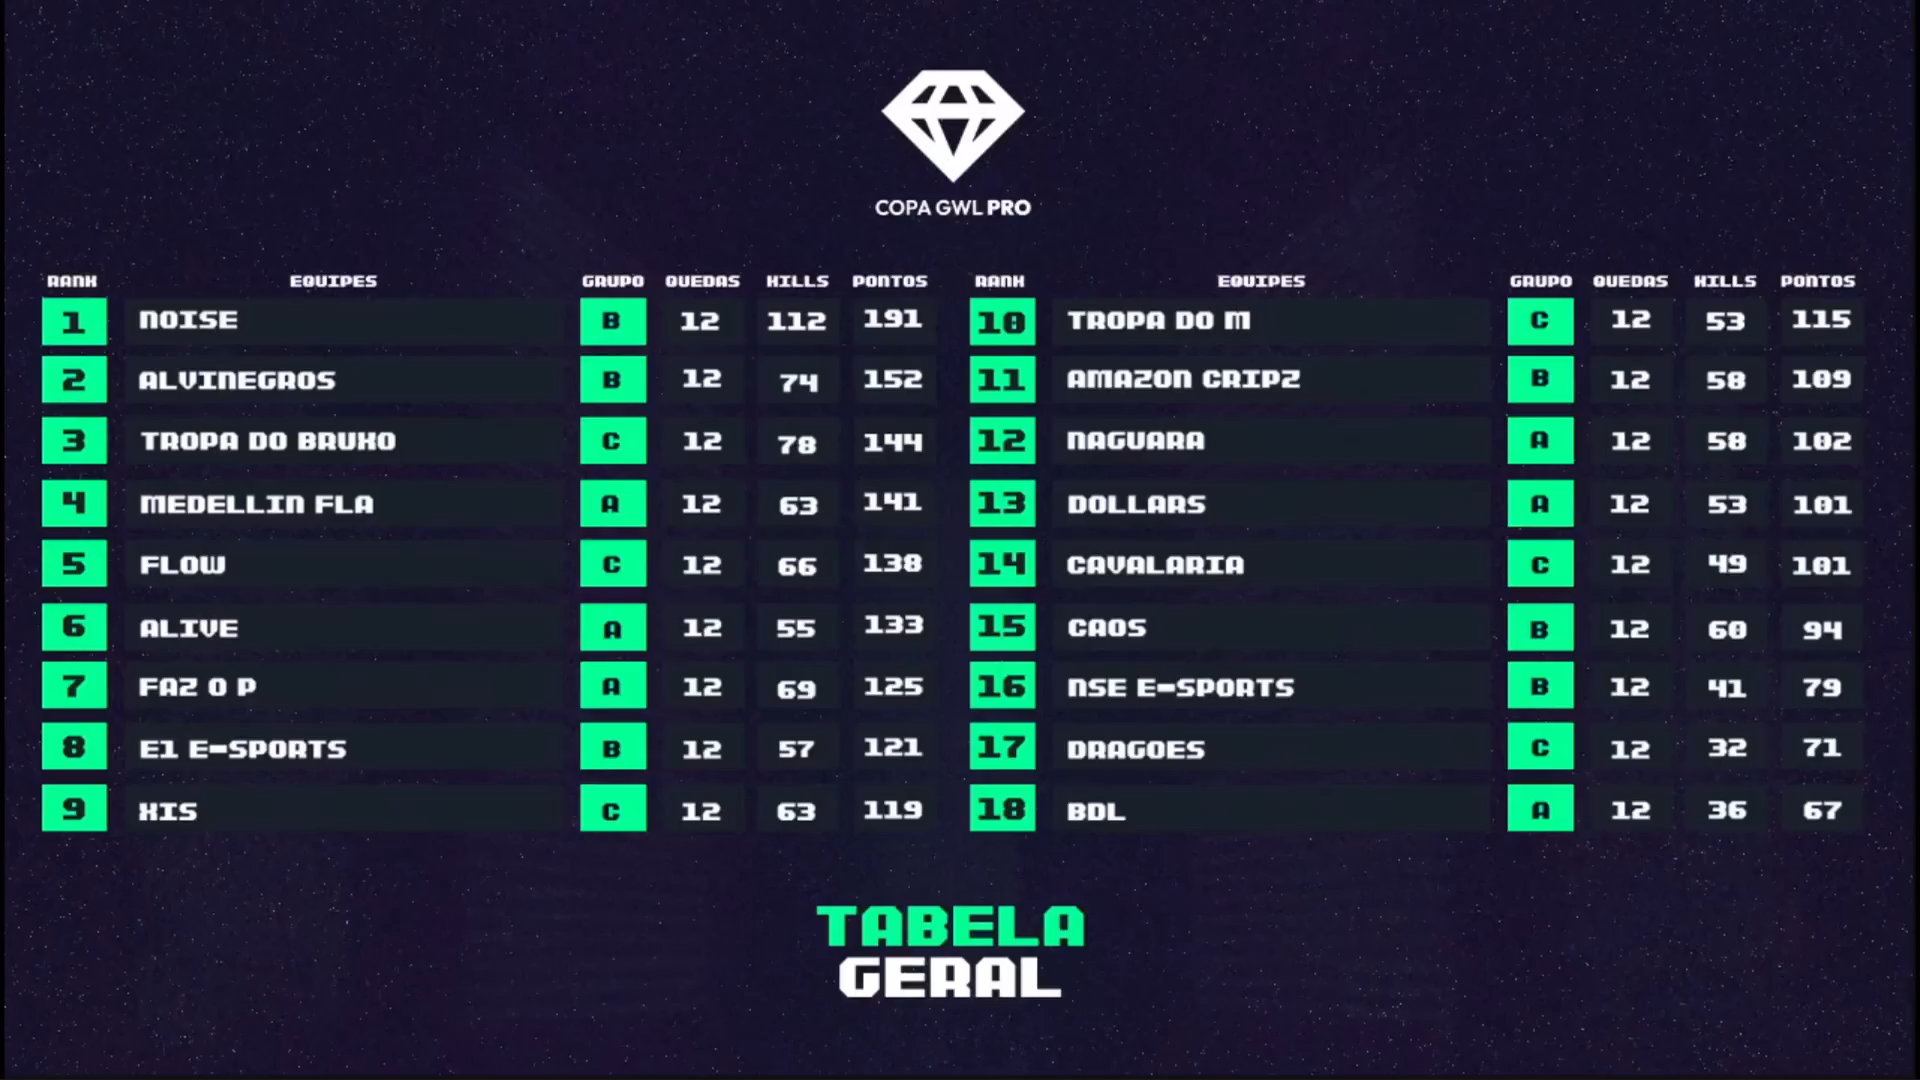 COPA GWL PRO
RANK EQUIPES GRUPO QUEDAS KILLS PONTOS
1 NOISE B 12 112 191
2 ALVINEGROS B 12 74 152
3 TROPA DO BRUXO C 12 78 144
4 MEDELLIN FLA A 12 63 141
5 FLOW C 12 66 138
6 ALIVE A 12 55 133
7 FAZ O P A 12 69 125
8 E1 E-SPORTS B 12 57 121
9 XIS C 12 63 119
RANK EQUIPES GRUPO QUEDAS KILLS PONTOS
10 TROPA DO M C 12 53 115
11 AMAZON CRIPZ B 12 58 109
12 NAGUARA A 12 58 102
13 DOLLARS A 12 53 101
14 CAVALARIA C 12 49 101
15 CAOS B 12 60 94
16 NSE E-SPORTS B 12 41 79
17 DRAGOES C 12 32 71
18 BDL A 12 36 67
TABELA
GERAL